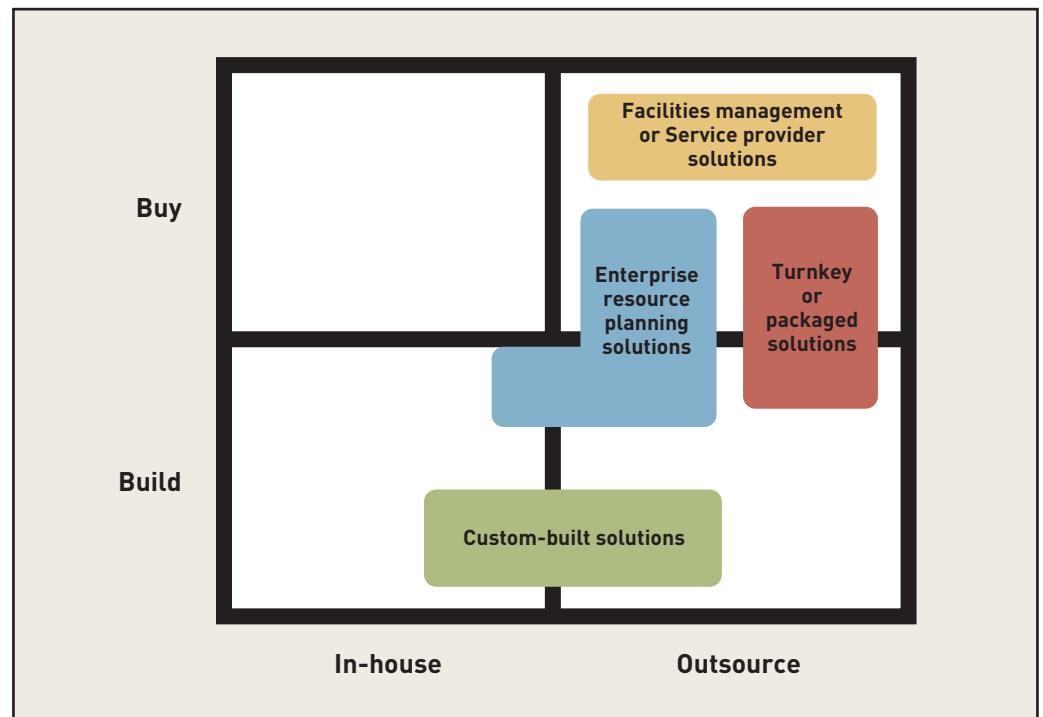 Facilities management
or Service provider
solutions
Buy
Enterprise
resource
planning
solutions
Turnkey
or
packaged
solutions
Build
Custom-built solutions
In-house
Outsource